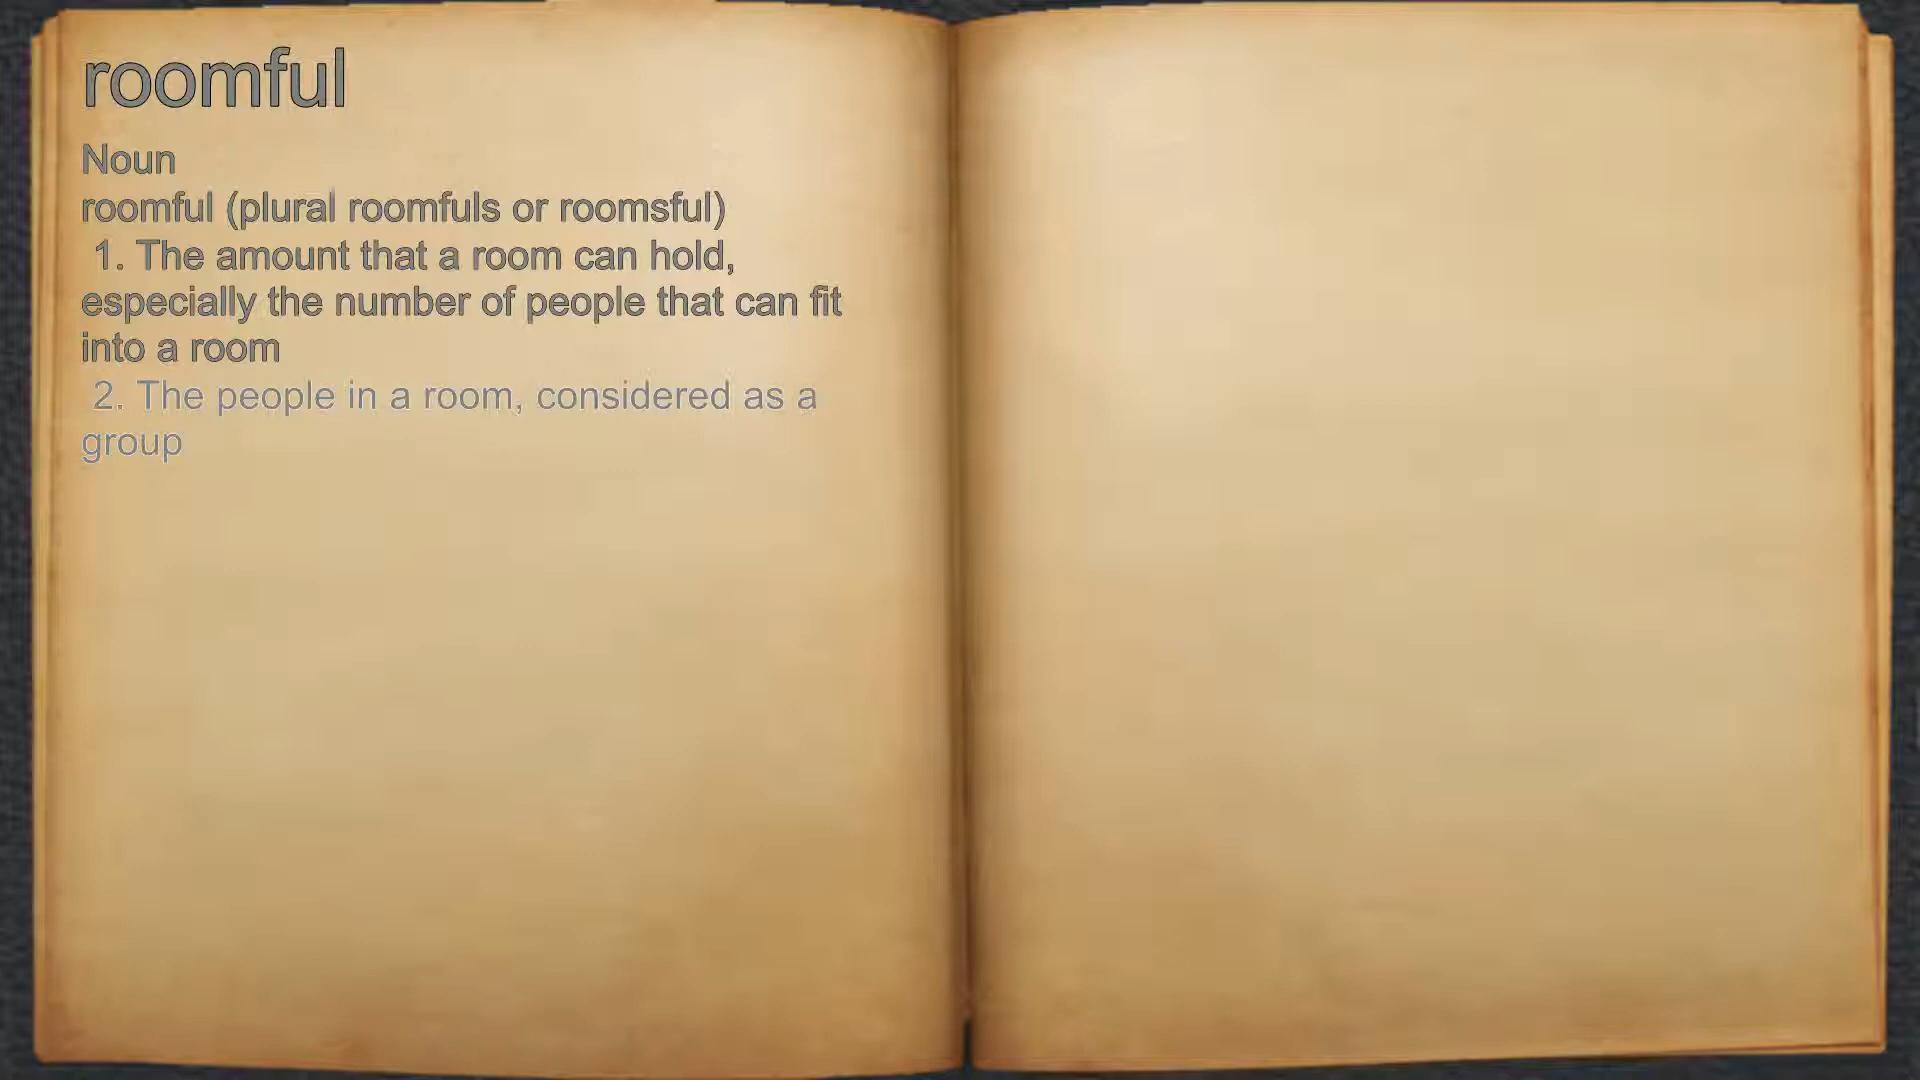 roomful
Noun
roomful (plural roomfuls or roomsful)
1. The amount that a room can hold,
especially the number of people that can fit
into a room
2. The people in a room, considered as a
group